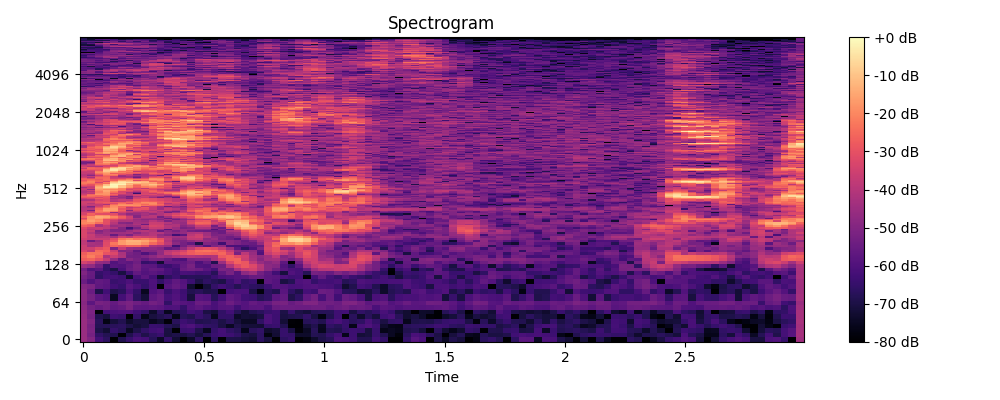 Spectrogram
4096
2048
1024
512
256
128
64
0
Hz
0
0.5
1
1.5
2
2.5
Time
+0 dB
-10 dB
-20 dB
-30 dB
-40 dB
-50 dB
-60 dB
-70 dB
-80 dB